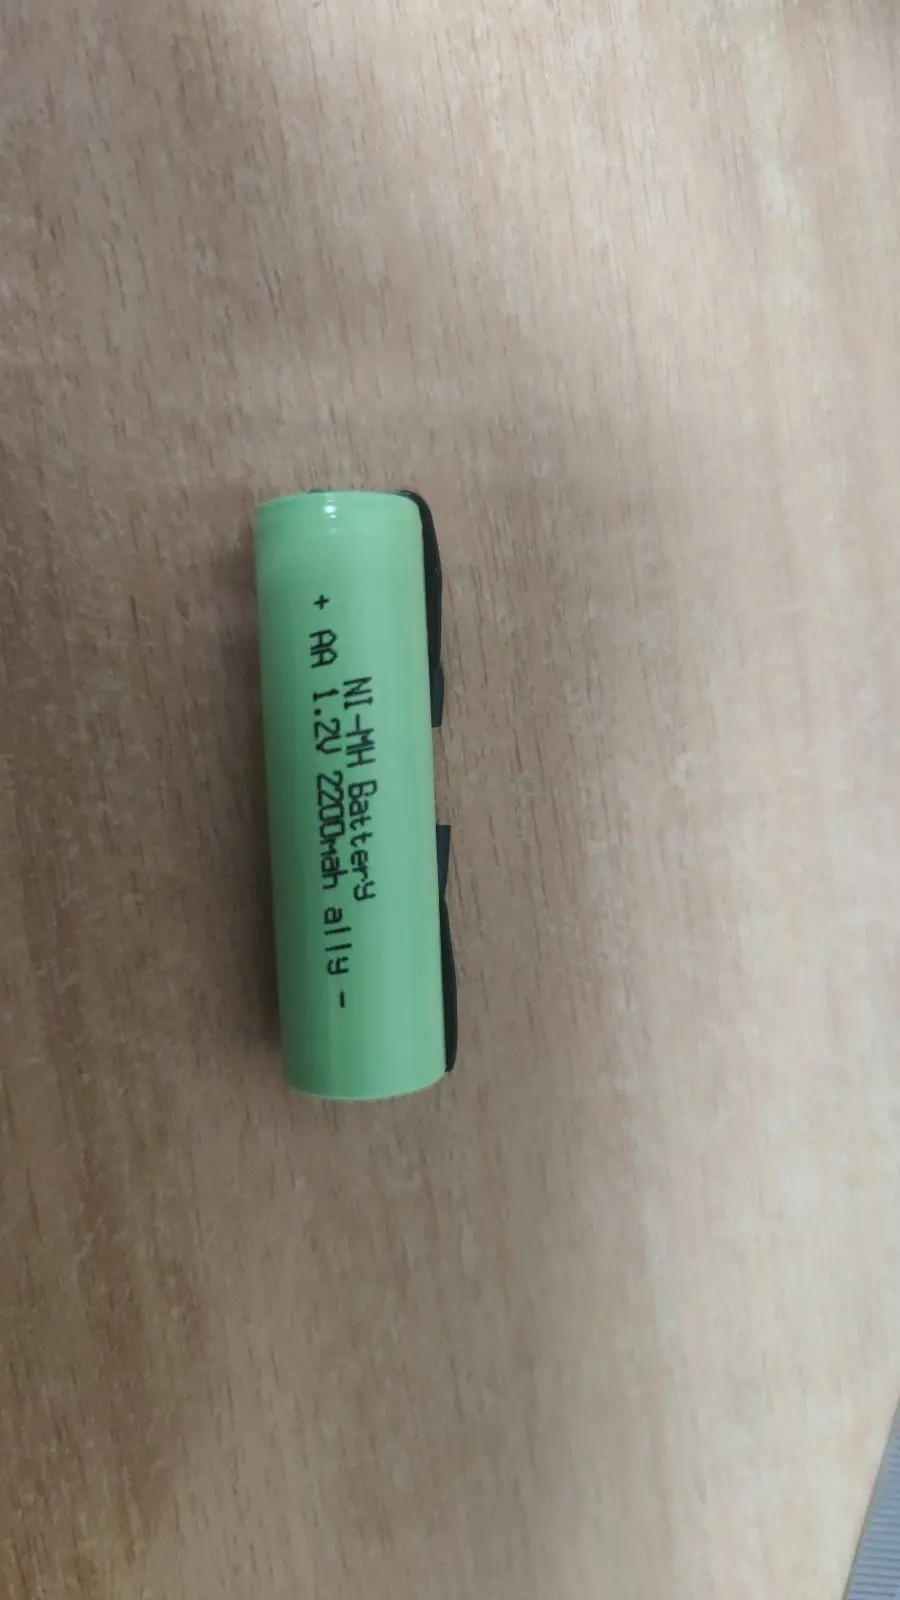 NI-MH Battery
+ AA 1.2V 2200mah ally -